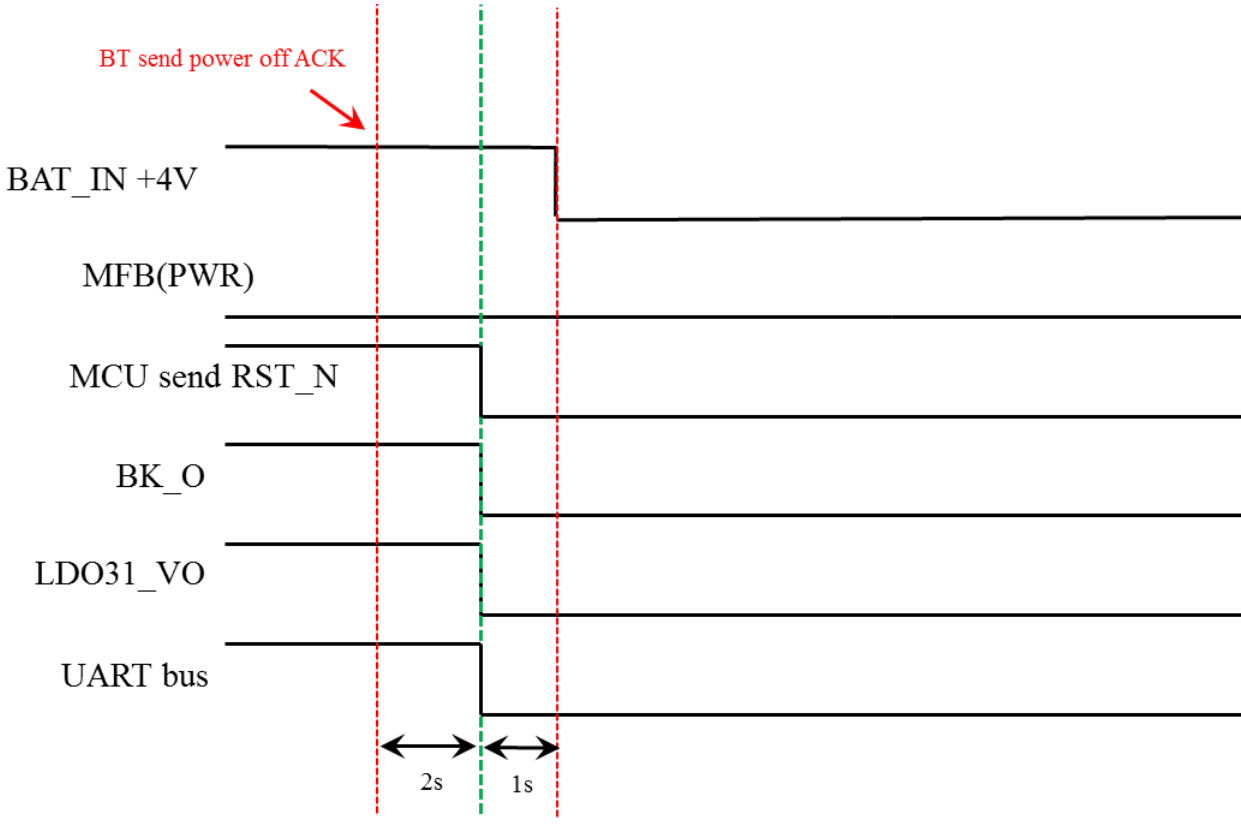 BT send power off ACK
BAT_IN +4V
MFB(PWR)
MCU send RST_N
BK_O
LDO31_VO
UART bus
2s
1s